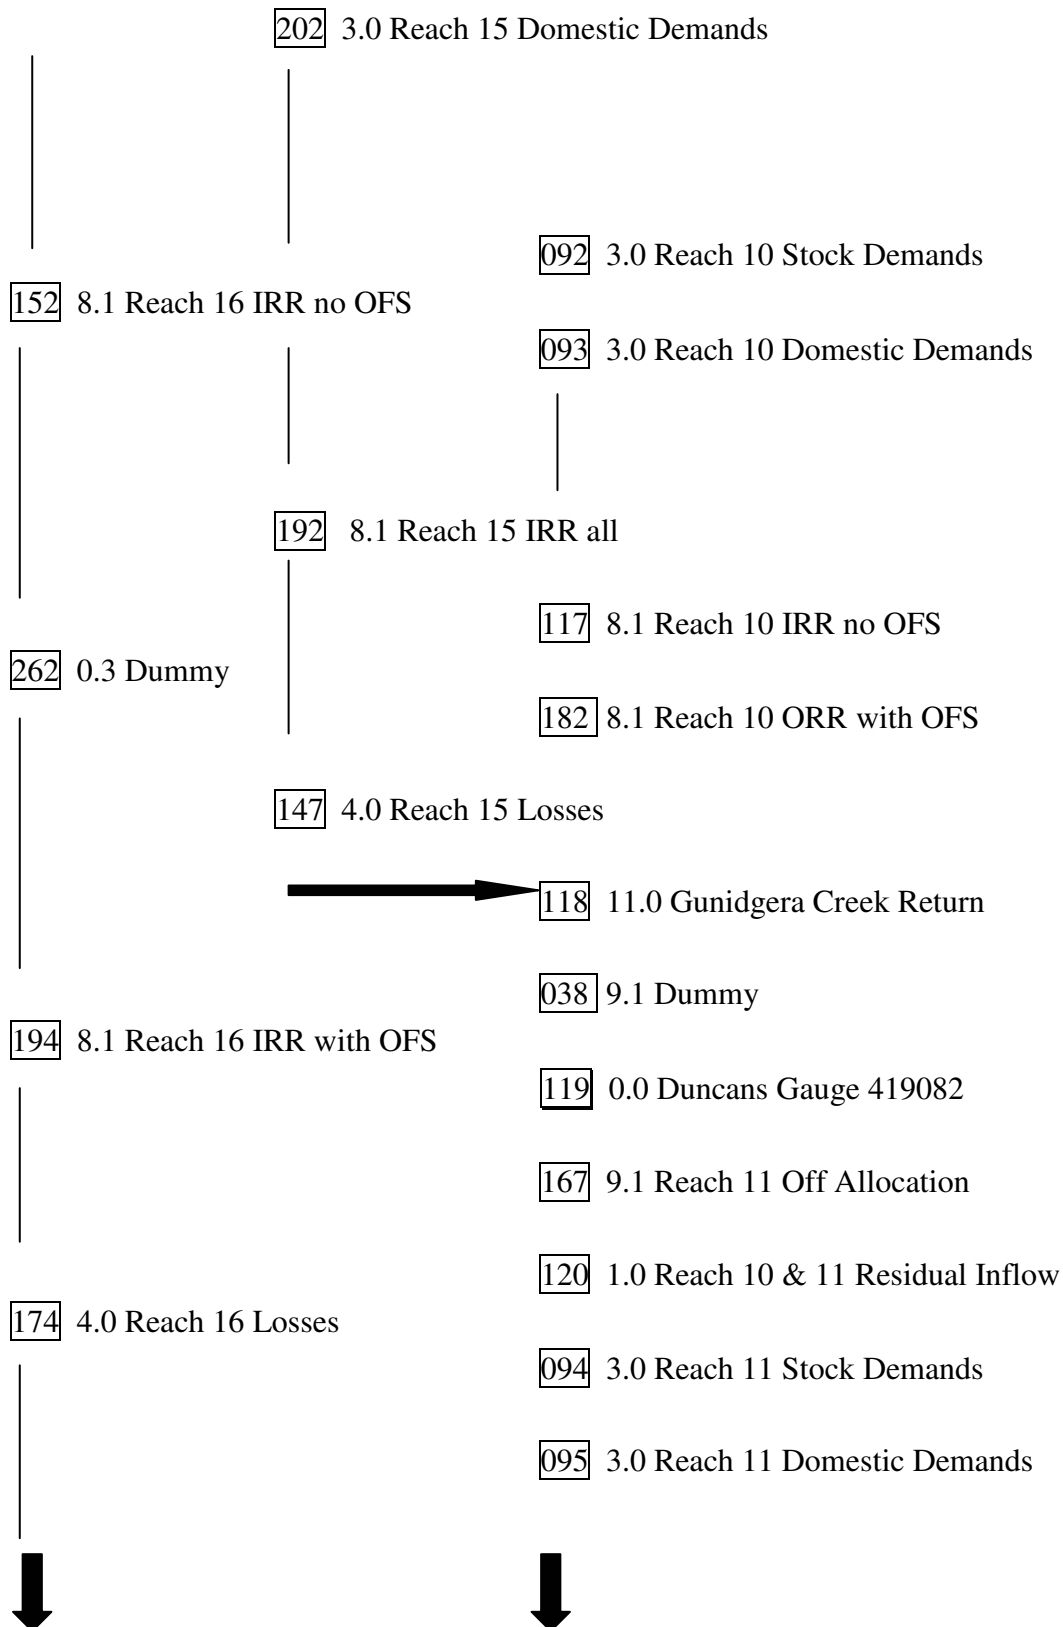 202 3.0 Reach 15 Domestic Demands
092 3.0 Reach 10 Stock Demands
152 8.1 Reach 16 IRR no OFS
093 3.0 Reach 10 Domestic Demands
192 8.1 Reach 15 IRR all
117 8.1 Reach 10 IRR no OFS
262 0.3 Dummy
182 8.1 Reach 10 ORR with OFS
147 4.0 Reach 15 Losses
118 11.0 Gunidgera Creek Return
038 9.1 Dummy
194 8.1 Reach 16 IRR with OFS
119 0.0 Duncans Gauge 419082
167 9.1 Reach 11 Off Allocation
120 1.0 Reach 10 & 11 Residual Inflow
174 4.0 Reach 16 Losses
094 3.0 Reach 11 Stock Demands
095 3.0 Reach 11 Domestic Demands